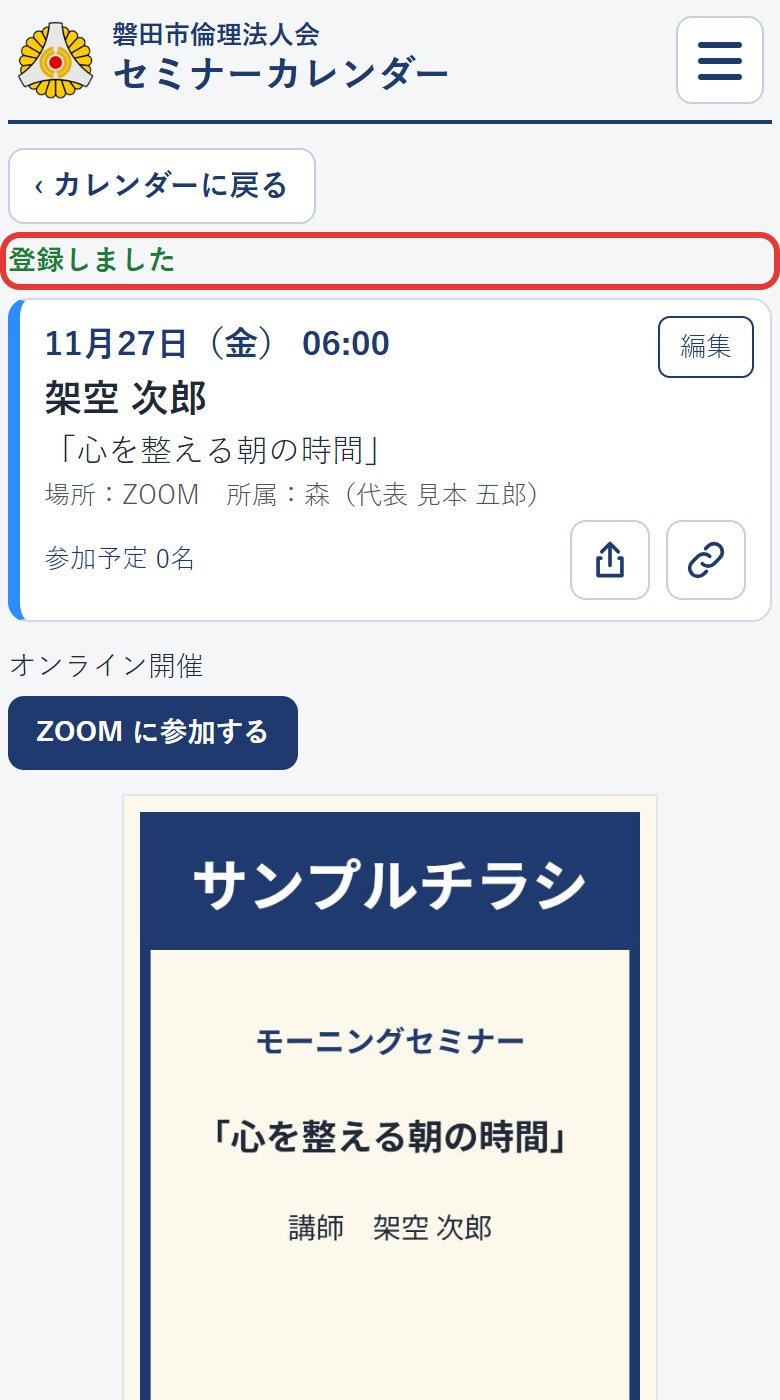 磐田市倫理法人会
セミナーカレンダー
‹ カレンダーに戻る
登録しました
11月27日（金） 06:00
編集
架空 次郎
「心を整える朝の時間」
場所：ZOOM　所属：森（代表 見本 五郎）
参加予定 0名
オンライン開催
ZOOM に参加する
サンプルチラシ
モーニングセミナー
「心を整える朝の時間」
講師　架空 次郎